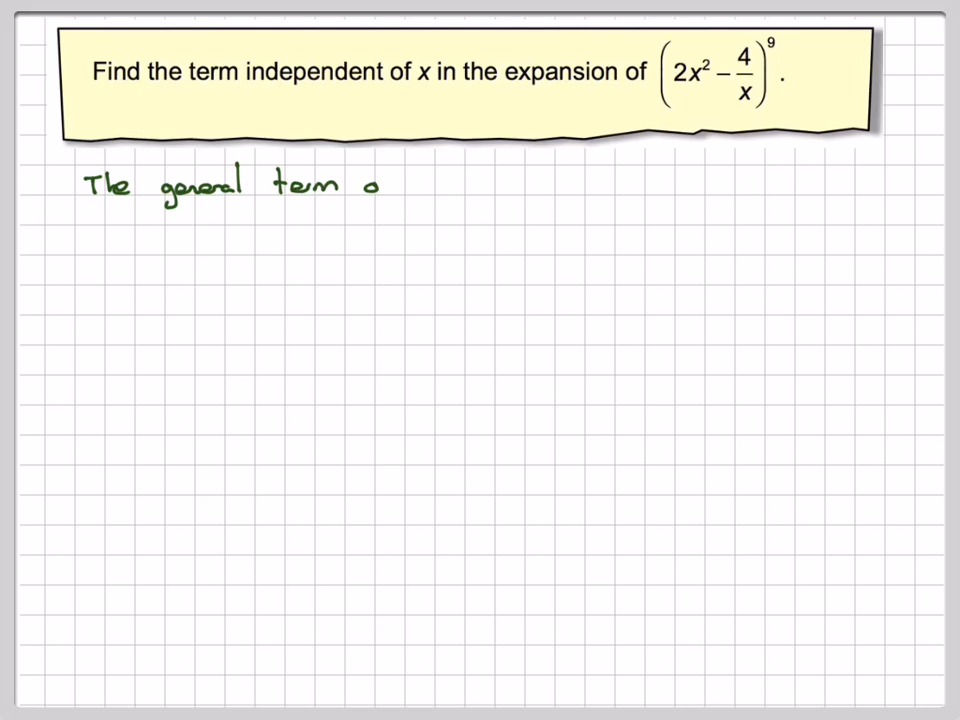 Find the term independent of x in the expansion of (2x² – 4/x)⁹.
The general term o